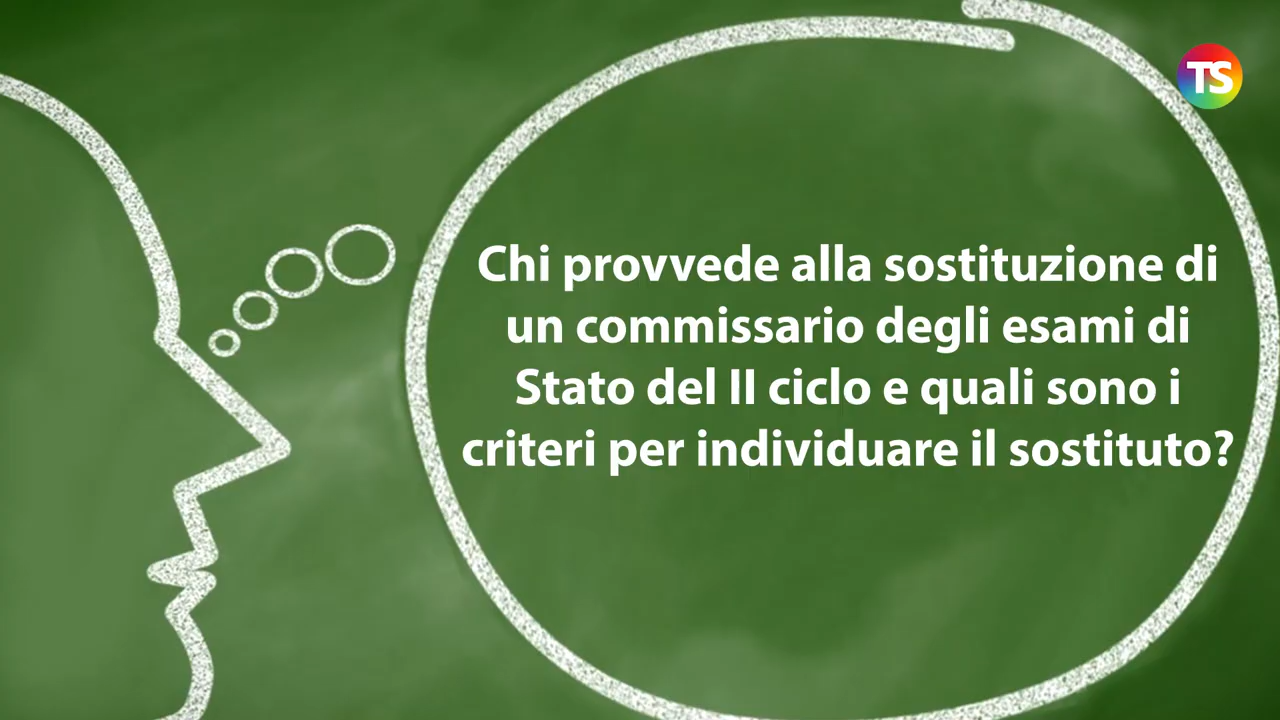 TS
Chi provvede alla sostituzione di
un commissario degli esami di
Stato del II ciclo e quali sono i
criteri per individuare il sostituto?